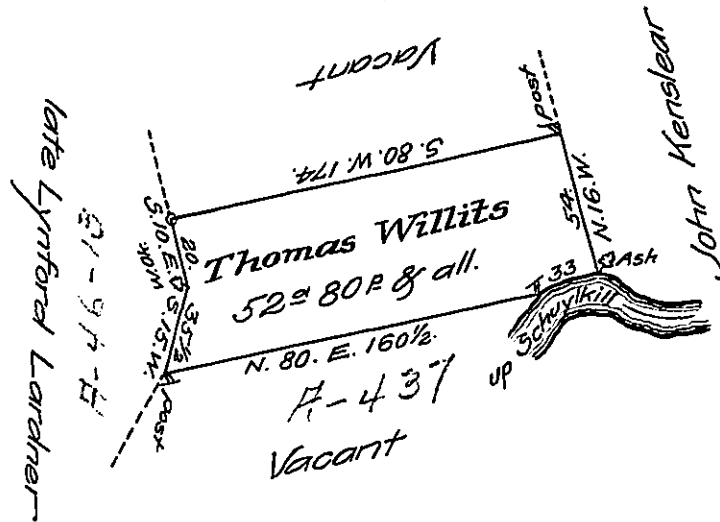 Vacant
post
John Kenslear
S. 80. W. 174.
54.
N. 16. W.
Ash
33
Schuylkill
up
late Lynford Lardner
S. 10. E.
20.
W. Oak
S. 15. W.
35½
Post
Thomas Willits
52ª 80P. & all.
N. 80. E. 160½.
A-437
Vacant